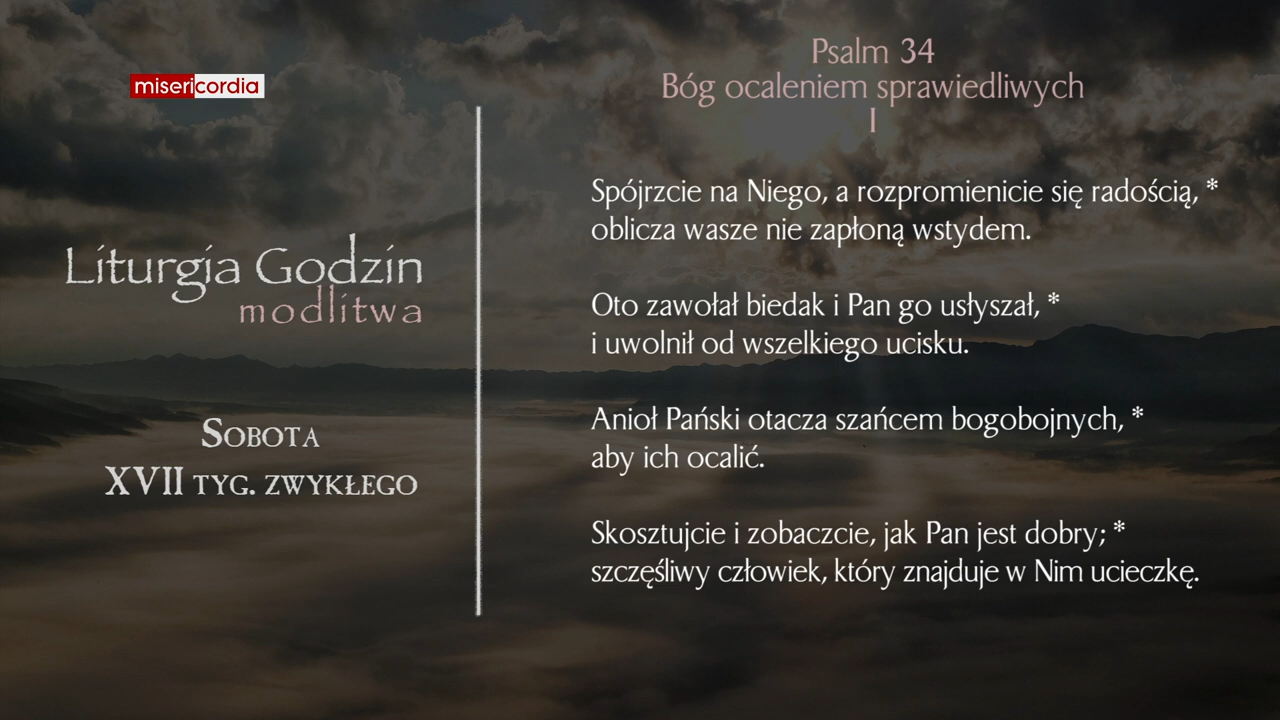 misericordia
Liturgia Godzin
modlitwa
Sobota
XVII tyg. zwykłego
Psalm 34
Bóg ocaleniem sprawiedliwych
I
Spójrzcie na Niego, a rozpromienicie się radością, *
oblicza wasze nie zapłoną wstydem.
Oto zawołał biedak i Pan go usłyszał, *
i uwolnił od wszelkiego ucisku.
Anioł Pański otacza szańcem bogobojnych, *
aby ich ocalić.
Skosztujcie i zobaczcie, jak Pan jest dobry; *
szczęśliwy człowiek, który znajduje w Nim ucieczkę.